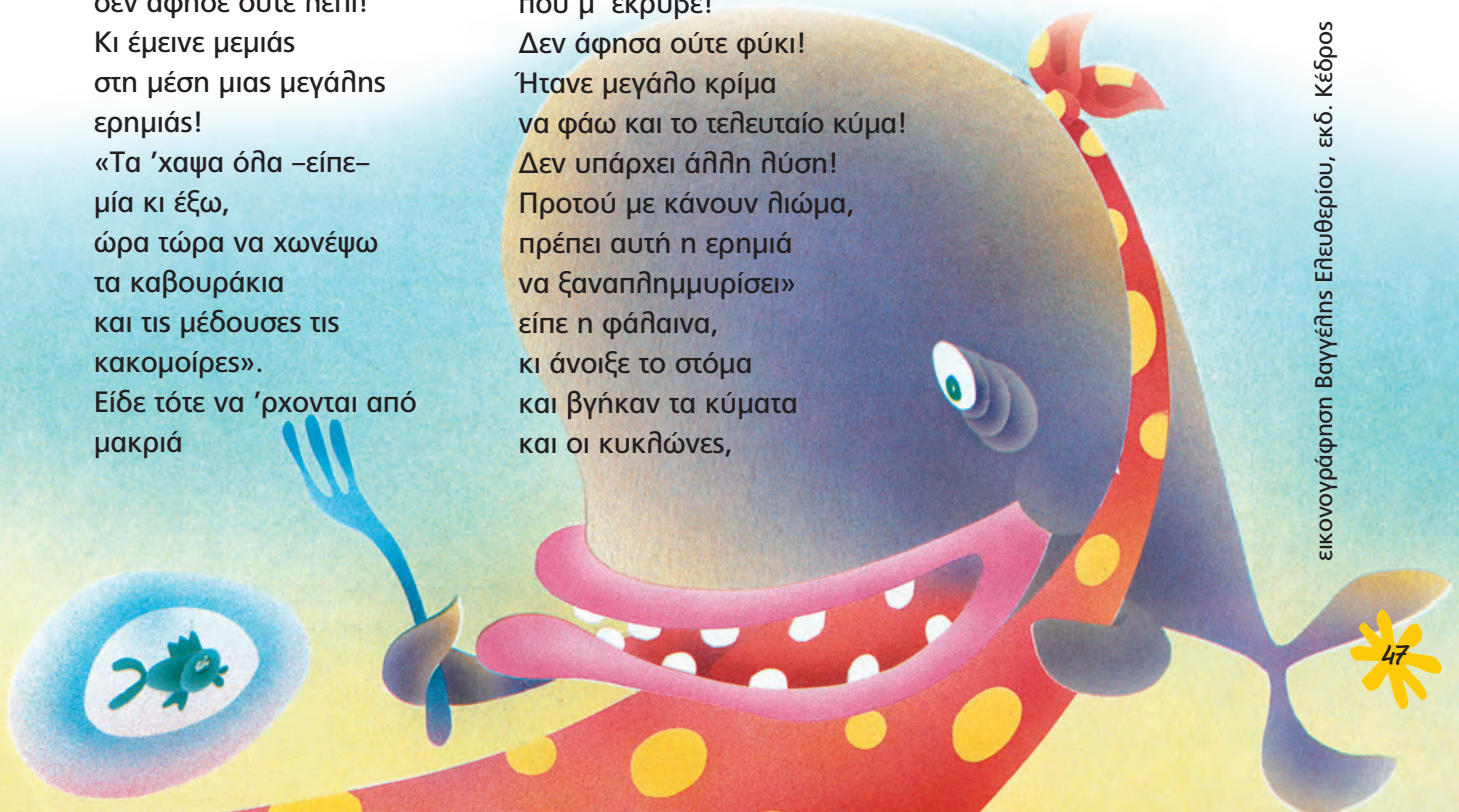 Κι έμεινε μεμιάς
στη μέση μιας μεγάλης
ερημιάς!
«Τα ’χαψα όλα –είπε–
μία κι έξω,
ώρα τώρα να χωνέψω
τα καβουράκια
και τις μέδουσες τις
κακομοίρες».
Είδε τότε να ’ρχονται από
μακριά
που μ’ έκρυβε!
Δεν άφησα ούτε φύκι!
Ήτανε μεγάλο κρίμα
να φάω και το τελευταίο κύμα!
Δεν υπάρχει άλλη λύση!
Προτού με κάνουν λιώμα,
πρέπει αυτή η ερημιά
να ξαναπλημμυρίσει»
είπε η φάλαινα,
κι άνοιξε το στόμα
και βγήκαν τα κύματα
και οι κυκλώνες,
εικονογράφηση Βαγγέλης Ελευθερίου, εκδ. Κέδρος
47